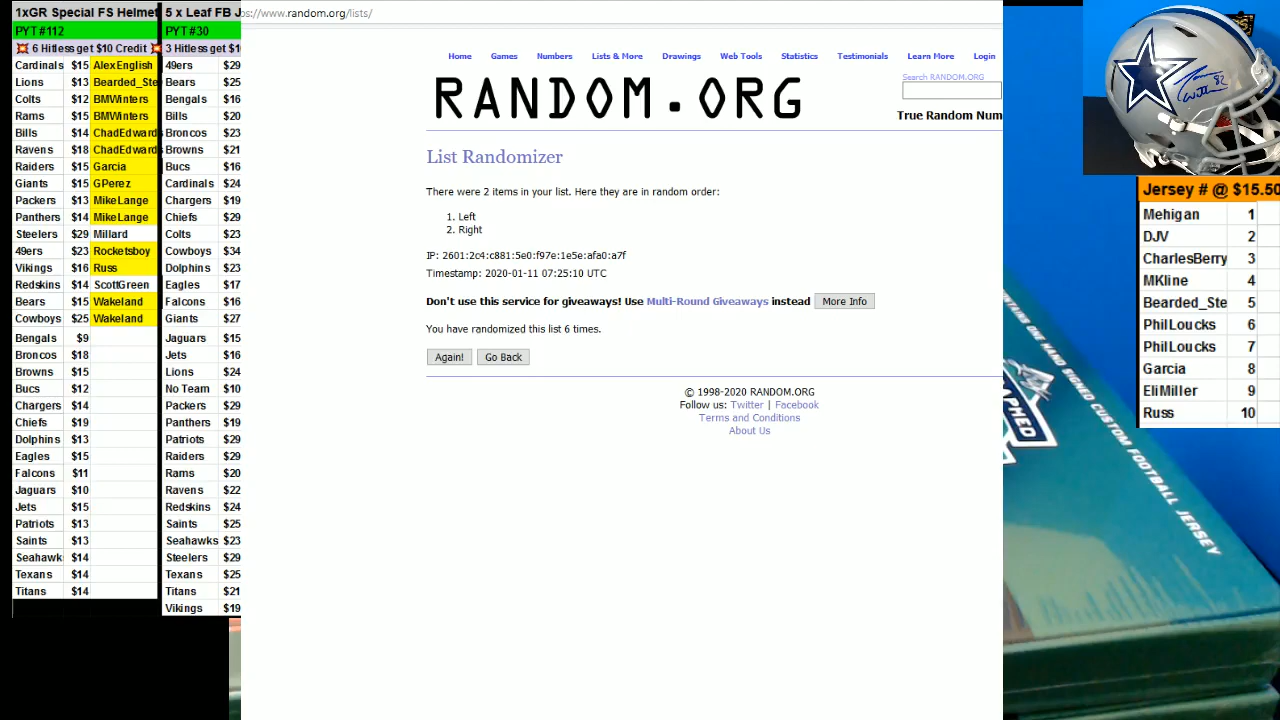 1xGR Special FS Helmet
PYT #112
6 Hitless get $10 Credit
Cardinals $15 AlexEnglish
Lions $13 Bearded_Ste
Colts $12 BMWinters
Rams $15 BMWinters
Bills $14 ChadEdwards
Ravens $18 ChadEdwards
Raiders $15 Garcia
Giants $15 GPerez
Packers $13 MikeLange
Panthers $14 MikeLange
Steelers $29 Millard
49ers $23 Rocketsboy
Vikings $16 Russ
Redskins $14 ScottGreen
Bears $15 Wakeland
Cowboys $25 Wakeland
Bengals $9
Broncos $18
Browns $15
Bucs $12
Chargers $14
Chiefs $19
Dolphins $13
Eagles $15
Falcons $11
Jaguars $10
Jets $15
Patriots $13
Saints $13
Seahawk $14
Texans $14
Titans $14
5 x Leaf FB J
PYT #30
3 Hitless get $1
49ers $29
Bears $25
Bengals $16
Bills $20
Broncos $23
Browns $21
Bucs $16
Cardinals $24
Chargers $19
Chiefs $29
Colts $23
Cowboys $34
Dolphins $23
Eagles $17
Falcons $16
Giants $27
Jaguars $15
Jets $16
Lions $24
No Team $10
Packers $29
Panthers $19
Patriots $29
Raiders $29
Rams $20
Ravens $22
Redskins $24
Saints $25
Seahawks $23
Steelers $29
Texans $25
Titans $21
Vikings $19
ps://www.random.org/lists/
Home Games Numbers Lists & More Drawings Web Tools Statistics Testimonials Learn More Login
RANDOM.ORG
Search RANDOM.ORG
True Random Num
List Randomizer
There were 2 items in your list. Here they are in random order:
1. Left
2. Right
IP: 2601:2c4:c881:5e0:f97e:1e5e:afa0:a7f
Timestamp: 2020-01-11 07:25:10 UTC
Don't use this service for giveaways! Use Multi-Round Giveaways instead More Info
You have randomized this list 6 times.
Again! Go Back
© 1998-2020 RANDOM.ORG
Follow us: Twitter | Facebook
Terms and Conditions
About Us
Jersey # @ $15.50
Mehigan 1
DJV 2
CharlesBerry 3
MKline 4
Bearded_Ste 5
PhilLoucks 6
PhilLoucks 7
Garcia 8
EliMiller 9
Russ 10
ONE HAND SIGNED CUSTOM FOOTBALL JERSEY